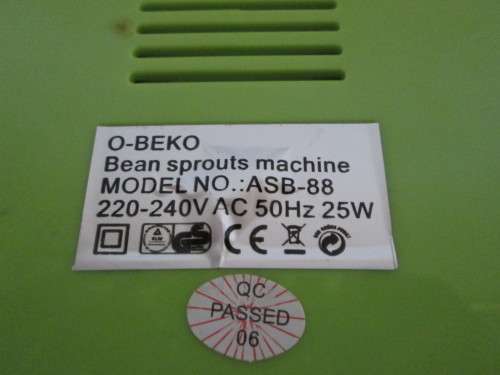 O-BEKO
Bean sprouts machine
MODEL NO.:ASB-88
220-240V AC 50Hz 25W
CE
QC
PASSED
06